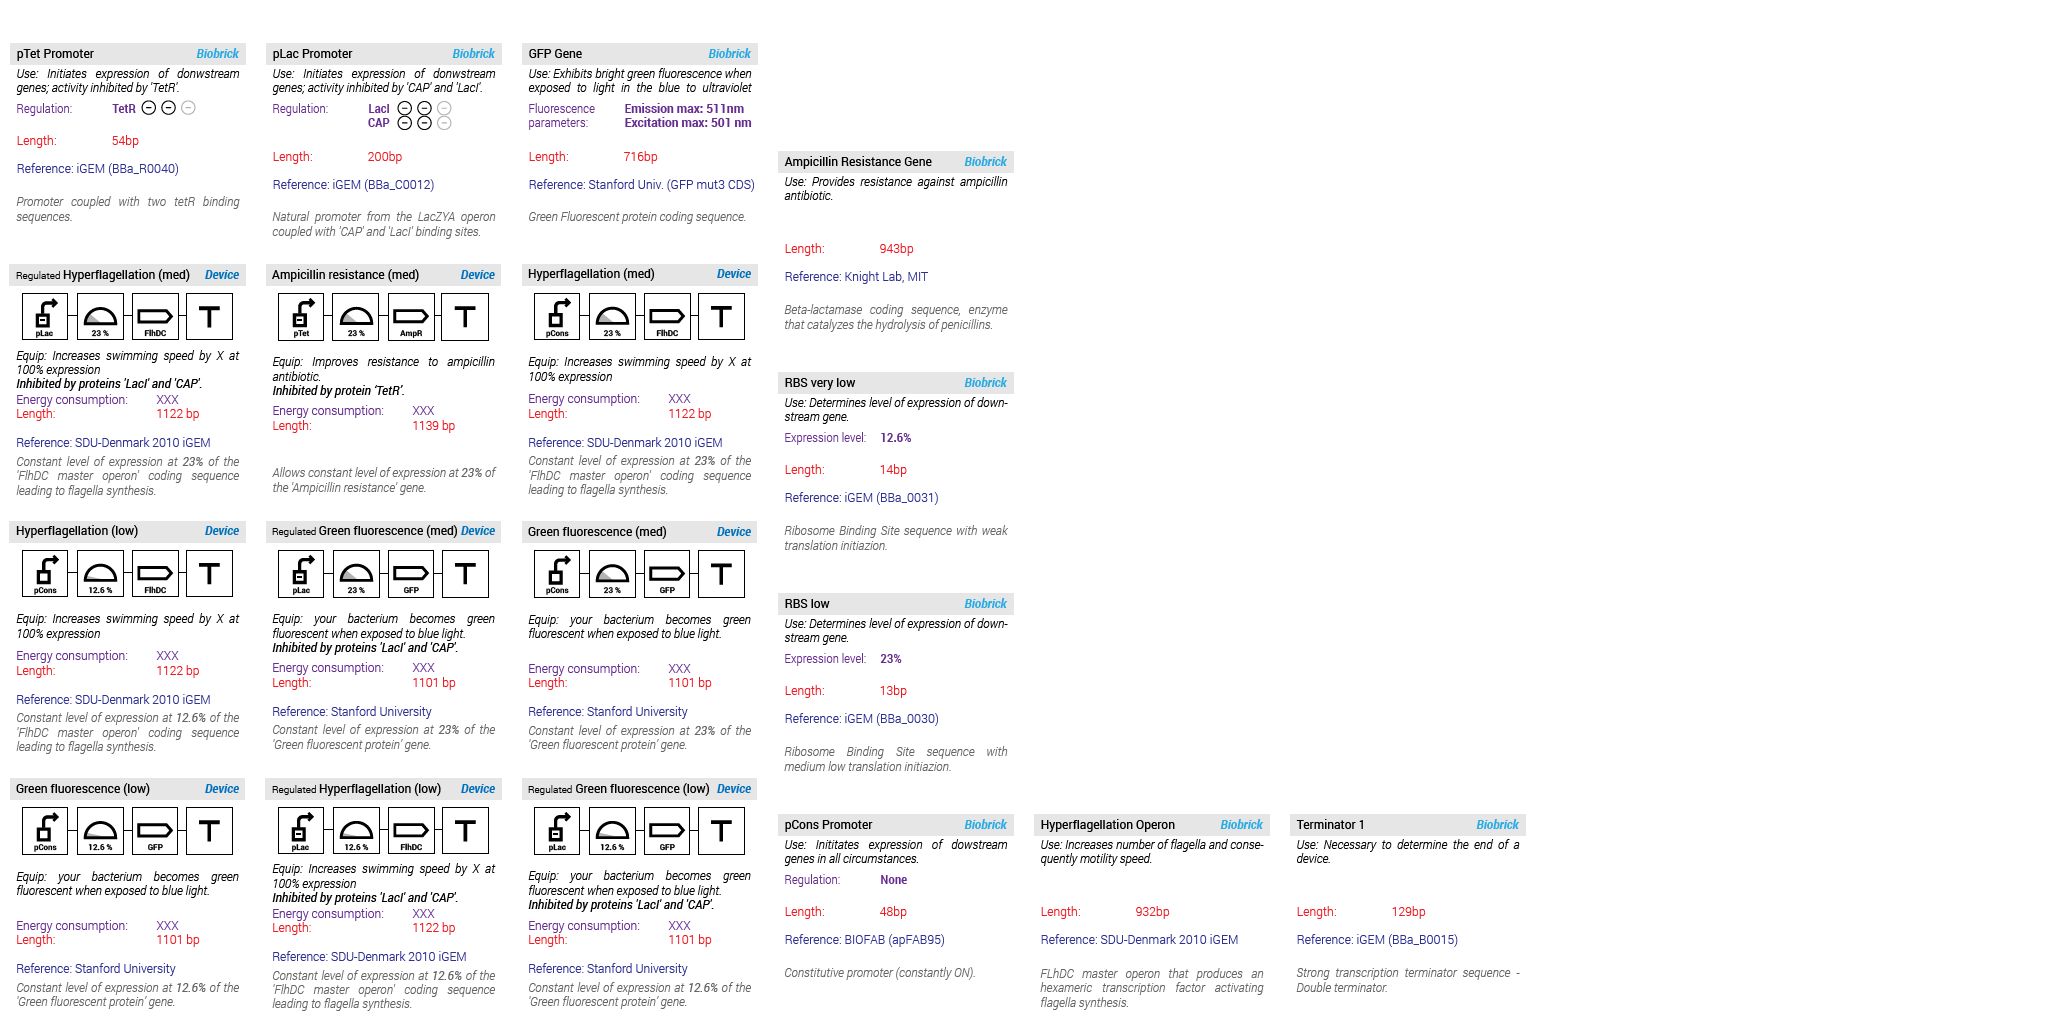 pTet Promoter Biobrick
Use: Initiates expression of donwstream
genes; activity inhibited by 'TetR'.
Regulation: TetR
Length: 54bp
Reference: iGEM (BBa_R0040)
Promoter coupled with two tetR binding
sequences.
pLac Promoter Biobrick
Use: Initiates expression of donwstream
genes; activity inhibited by 'CAP' and 'LacI'.
Regulation: LacI
CAP
Length: 200bp
Reference: iGEM (BBa_C0012)
Natural promoter from the LacZYA operon
coupled with 'CAP' and 'LacI' binding sites.
GFP Gene Biobrick
Use: Exhibits bright green fluorescence when
exposed to light in the blue to ultraviolet
Fluorescence Emission max: 511nm
parameters: Excitation max: 501 nm
Length: 716bp
Reference: Stanford Univ. (GFP mut3 CDS)
Green Fluorescent protein coding sequence.
Ampicillin Resistance Gene Biobrick
Use: Provides resistance against ampicillin
antibiotic.
Length: 943bp
Reference: Knight Lab, MIT
Beta-lactamase coding sequence, enzyme
that catalyzes the hydrolysis of penicillins.
Regulated Hyperflagellation (med) Device
pLac 23 % FlhDC T
Equip: Increases swimming speed by X at
100% expression
Inhibited by proteins 'LacI' and 'CAP'.
Energy consumption: XXX
Length: 1122 bp
Reference: SDU-Denmark 2010 iGEM
Constant level of expression at 23% of the
'FlhDC master operon' coding sequence
leading to flagella synthesis.
Ampicillin resistance (med) Device
pTet 23 % AmpR T
Equip: Improves resistance to ampicillin
antibiotic.
Inhibited by protein 'TetR'.
Energy consumption: XXX
Length: 1139 bp
Allows constant level of expression at 23% of
the 'Ampicillin resistance' gene.
Hyperflagellation (med) Device
pCons 23 % FlhDC T
Equip: Increases swimming speed by X at
100% expression
Energy consumption: XXX
Length: 1122 bp
Reference: SDU-Denmark 2010 iGEM
Constant level of expression at 23% of the
'FlhDC master operon' coding sequence
leading to flagella synthesis.
RBS very low Biobrick
Use: Determines level of expression of down-
stream gene.
Expression level: 12.6%
Length: 14bp
Reference: iGEM (BBa_0031)
Ribosome Binding Site sequence with weak
translation initiazion.
Hyperflagellation (low) Device
pCons 12.6 % FlhDC T
Equip: Increases swimming speed by X at
100% expression
Energy consumption: XXX
Length: 1122 bp
Reference: SDU-Denmark 2010 iGEM
Constant level of expression at 12.6% of the
'FlhDC master operon' coding sequence
leading to flagella synthesis.
Regulated Green fluorescence (med) Device
pLac 23 % GFP T
Equip: your bacterium becomes green
fluorescent when exposed to blue light.
Inhibited by proteins 'LacI' and 'CAP'.
Energy consumption: XXX
Length: 1101 bp
Reference: Stanford University
Constant level of expression at 23% of the
'Green fluorescent protein' gene.
Green fluorescence (med) Device
pCons 23 % GFP T
Equip: your bacterium becomes green
fluorescent when exposed to blue light.
Energy consumption: XXX
Length: 1101 bp
Reference: Stanford University
Constant level of expression at 23% of the
'Green fluorescent protein' gene.
RBS low Biobrick
Use: Determines level of expression of down-
stream gene.
Expression level: 23%
Length: 13bp
Reference: iGEM (BBa_0030)
Ribosome Binding Site sequence with
medium low translation initiazion.
Green fluorescence (low) Device
pCons 12.6 % GFP T
Equip: your bacterium becomes green
fluorescent when exposed to blue light.
Energy consumption: XXX
Length: 1101 bp
Reference: Stanford University
Constant level of expression at 12.6% of the
'Green fluorescent protein' gene.
Regulated Hyperflagellation (low) Device
pLac 12.6 % FlhDC T
Equip: Increases swimming speed by X at
100% expression
Inhibited by proteins 'LacI' and 'CAP'.
Energy consumption: XXX
Length: 1122 bp
Reference: SDU-Denmark 2010 iGEM
Constant level of expression at 12.6% of the
'FlhDC master operon' coding sequence
leading to flagella synthesis.
Regulated Green fluorescence (low) Device
pLac 12.6 % GFP T
Equip: your bacterium becomes green
fluorescent when exposed to blue light.
Inhibited by proteins 'LacI' and 'CAP'.
Energy consumption: XXX
Length: 1101 bp
Reference: Stanford University
Constant level of expression at 12.6% of the
'Green fluorescent protein' gene.
pCons Promoter Biobrick
Use: Inititates expression of dowstream
genes in all circumstances.
Regulation: None
Length: 48bp
Reference: BIOFAB (apFAB95)
Constitutive promoter (constantly ON).
Hyperflagellation Operon Biobrick
Use: Increases number of flagella and conse-
quently motility speed.
Length: 932bp
Reference: SDU-Denmark 2010 iGEM
FLhDC master operon that produces an
hexameric transcription factor activating
flagella synthesis.
Terminator 1 Biobrick
Use: Necessary to determine the end of a
device.
Length: 129bp
Reference: iGEM (BBa_B0015)
Strong transcription terminator sequence -
Double terminator.